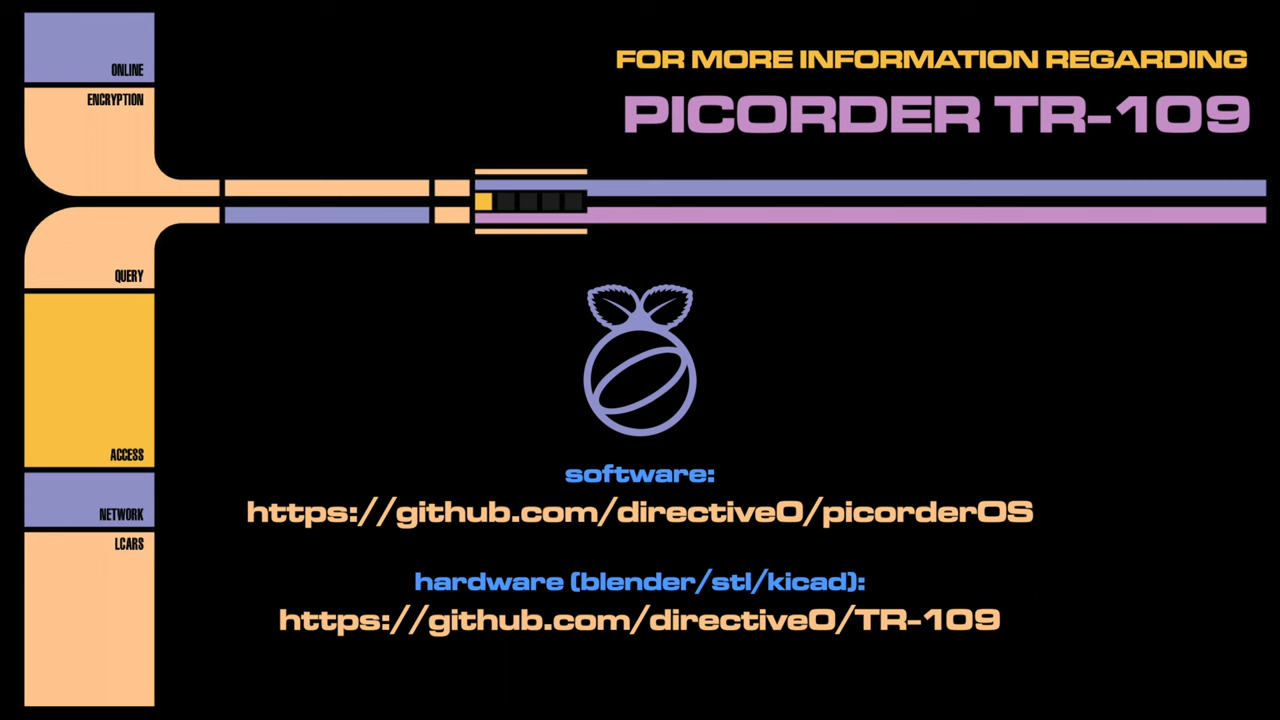 ONLINE
ENCRYPTION
FOR MORE INFORMATION REGARDING
PICORDER TR-109
QUERY
ACCESS
NETWORK
LCARS
software:
https://github.com/directive0/picorderOS
hardware (blender/stl/kicad):
https://github.com/directive0/TR-109